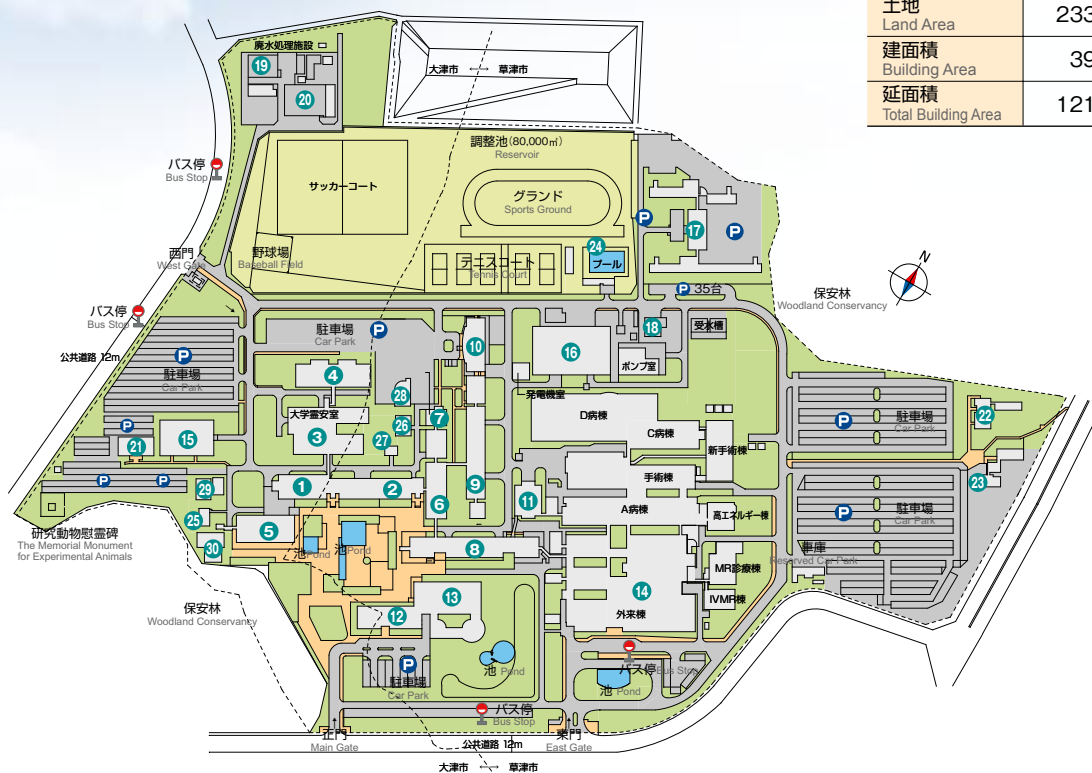 土地
Land Area
233
建面積
Building Area
39
延面積
Total Building Area
121
廃水処理施設
19
20
大津市 ←→ 草津市
調整池(80,000㎡)
Reservoir
バス停
Bus Stop
サッカーコート
グランド
Sports Ground
P
17
P
24
プール
西門
West Gate
野球場
Baseball Field
テニスコート
Tennis Court
P 35台
保安林
Woodland Conservancy
N
バス停
Bus Stop
公共道路 12m
駐車場
Car Park
P
10
16
18
受水槽
ポンプ室
P
駐車場
Car Park
4
発電機室
28
大学霊安室
7
26
27
D病棟
C病棟
新手術棟
P
駐車場
Car Park
22
P
21
15
3
手術棟
23
P
P
29
1
2
6
9
11
A病棟
高エネルギー棟
P
駐車場
Car Park
25
5
30
研究動物慰霊碑
The Memorial Monument
for Experimental Animals
池 Pond
池 Pond
8
車庫
Reserved Car Park
MR診療棟
IVMR棟
14
外来棟
保安林
Woodland Conservancy
12
13
P
駐車場
Car Park
池 Pond
バス停 Bus Stop
池 Pond
バス停
Bus Stop
正門
Main Gate
公共道路 12m
東門
East Gate
大津市 ←→ 草津市